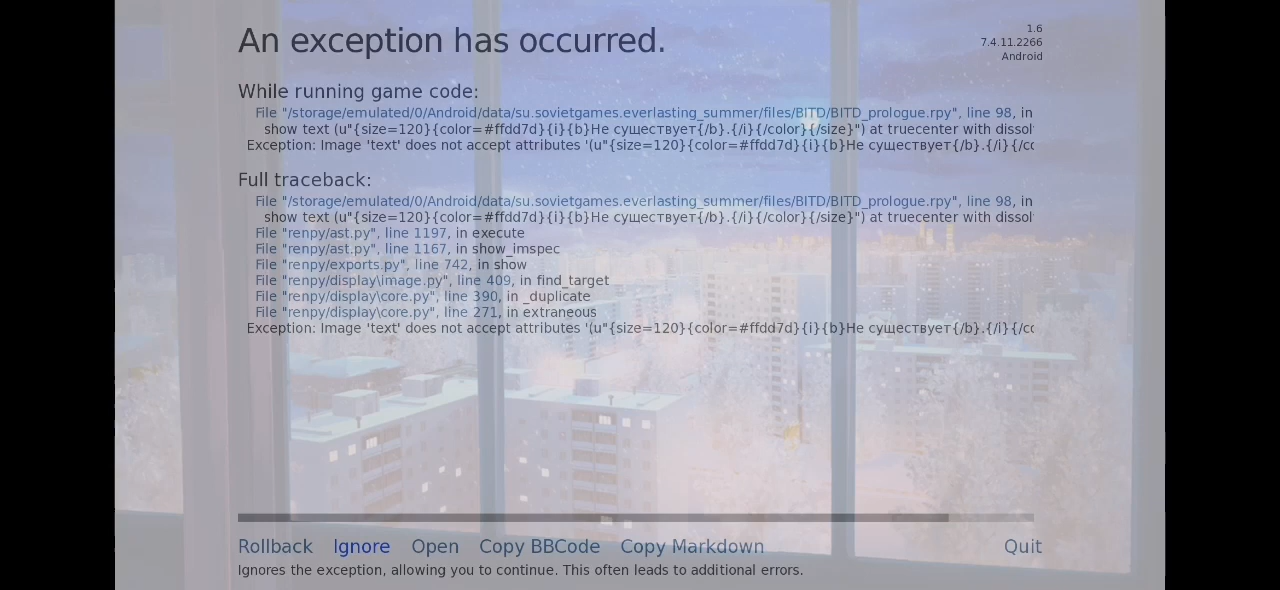 An exception has occurred.
1.6
7.4.11.2266
Android
While running game code:
File "/storage/emulated/0/Android/data/su.sovietgames.everlasting_summer/files/BITD/BITD_prologue.rpy", line 98, in
show text (u"{size=120}{color=#ffdd7d}{i}{b}Не существует{/b}.{/i}{/color}{/size}") at truecenter with dissol
Exception: Image 'text' does not accept attributes '(u"{size=120}{color=#ffdd7d}{i}{b}Не существует{/b}.{/i}{/co
Full traceback:
File "/storage/emulated/0/Android/data/su.sovietgames.everlasting_summer/files/BITD/BITD_prologue.rpy", line 98, in
show text (u"{size=120}{color=#ffdd7d}{i}{b}Не существует{/b}.{/i}{/color}{/size}") at truecenter with dissol
File "renpy/ast.py", line 1197, in execute
File "renpy/ast.py", line 1167, in show_imspec
File "renpy/exports.py", line 742, in show
File "renpy/display\image.py", line 409, in find_target
File "renpy/display\core.py", line 390, in _duplicate
File "renpy/display\core.py", line 271, in extraneous
Exception: Image 'text' does not accept attributes '(u"{size=120}{color=#ffdd7d}{i}{b}Не существует{/b}.{/i}{/co
Rollback Ignore Open Copy BBCode Copy Markdown Quit
Ignores the exception, allowing you to continue. This often leads to additional errors.